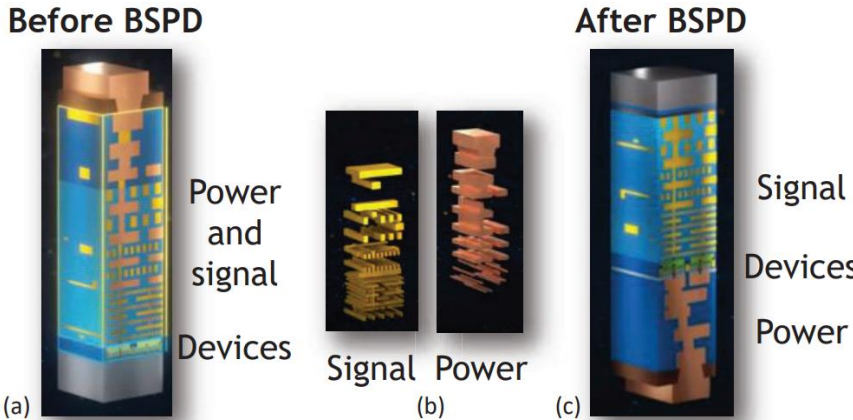 Before BSPD
After BSPD
Power
and
signal
Devices
Signal
Power
Signal
Devices
Power
(a)
(b)
(c)